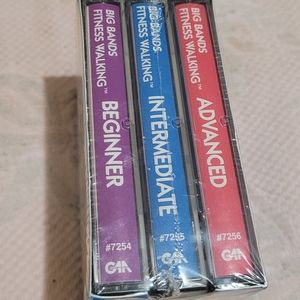 BIG BANDS
FITNESS WALKING™
BEGINNER
#7254
GAA
BIG BANDS
FITNESS WALKING™
INTERMEDIATE
#7255
GAA
BIG BANDS
FITNESS WALKING™
ADVANCED
#7256
GAA